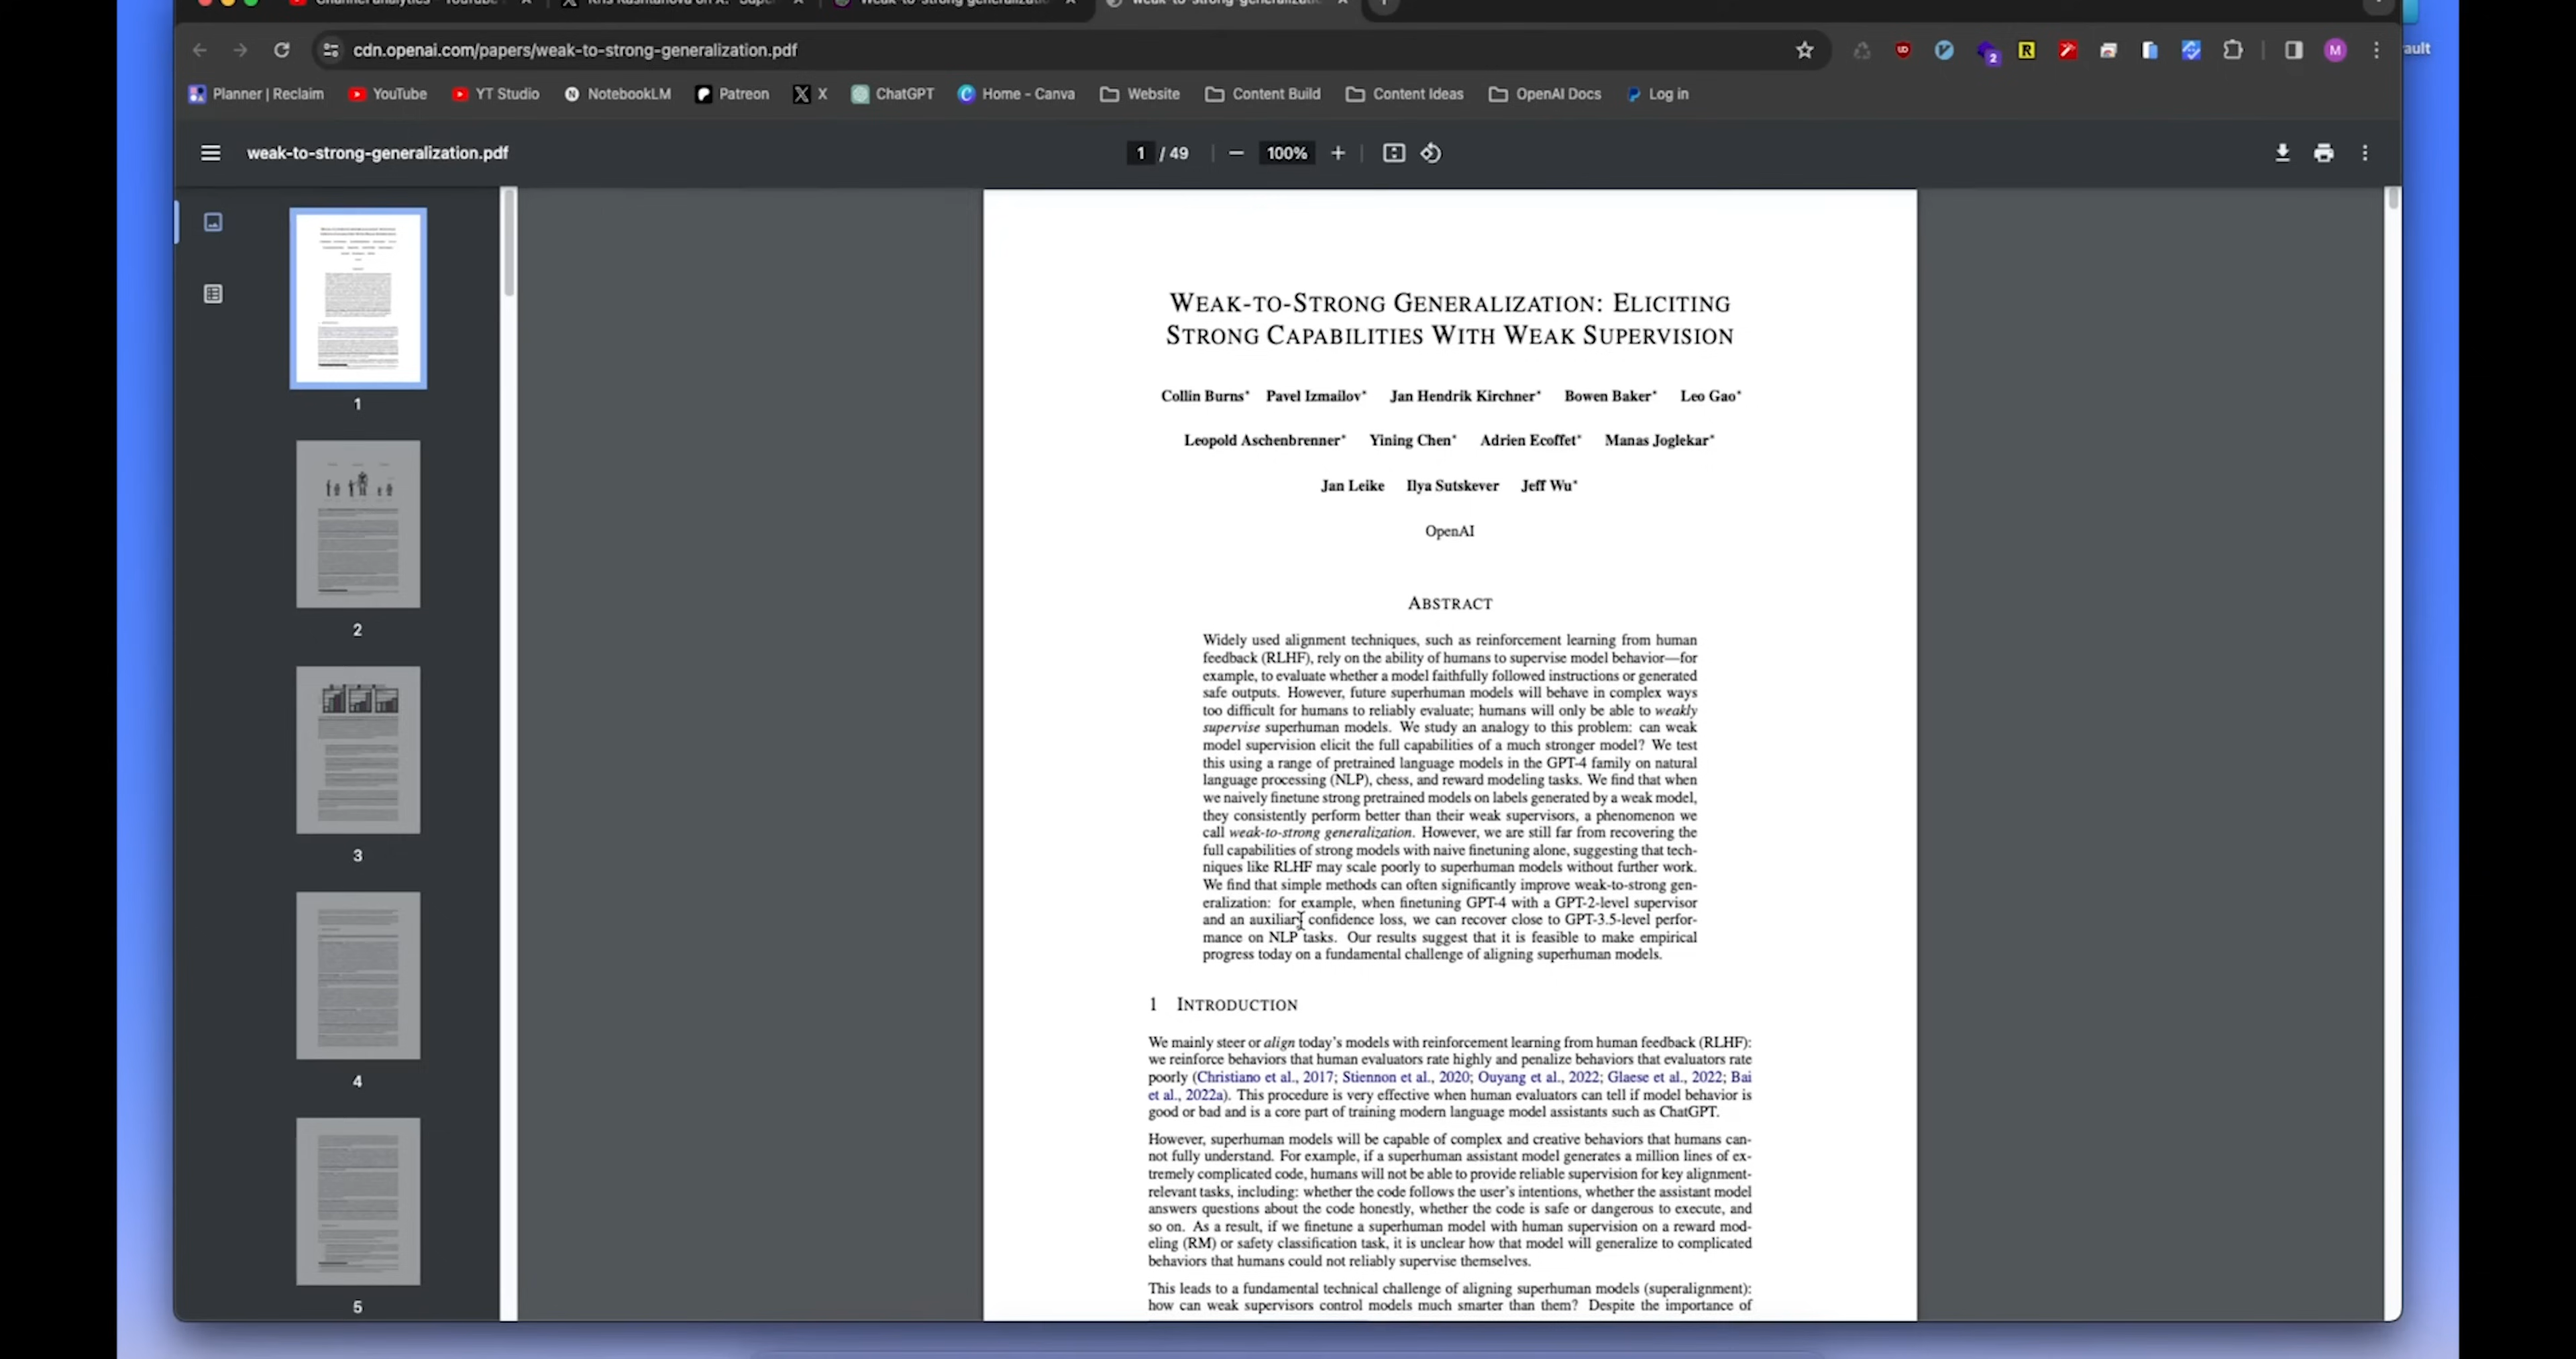 Channel analytics - YouTube
Kris Kashtanova on X: "Super
weak-to-strong generalizatio
cdn.openai.com/papers/weak-to-strong-generalization.pdf
2
R
M
ault
Planner | Reclaim
YouTube
YT Studio
NotebookLM
Patreon
X
ChatGPT
Home - Canva
Website
Content Build
Content Ideas
OpenAI Docs
Log in
weak-to-strong-generalization.pdf
1 / 49
100%
1
2
3
4
5
WEAK-TO-STRONG GENERALIZATION: ELICITING
STRONG CAPABILITIES WITH WEAK SUPERVISION
Collin Burns* Pavel Izmailov* Jan Hendrik Kirchner* Bowen Baker* Leo Gao*
Leopold Aschenbrenner* Yining Chen* Adrien Ecoffet* Manas Joglekar*
Jan Leike Ilya Sutskever Jeff Wu*
OpenAI
ABSTRACT
Widely used alignment techniques, such as reinforcement learning from human
feedback (RLHF), rely on the ability of humans to supervise model behavior—for
example, to evaluate whether a model faithfully followed instructions or generated
safe outputs. However, future superhuman models will behave in complex ways
too difficult for humans to reliably evaluate; humans will only be able to weakly
supervise superhuman models. We study an analogy to this problem: can weak
model supervision elicit the full capabilities of a much stronger model? We test
this using a range of pretrained language models in the GPT-4 family on natural
language processing (NLP), chess, and reward modeling tasks. We find that when
we naively finetune strong pretrained models on labels generated by a weak model,
they consistently perform better than their weak supervisors, a phenomenon we
call weak-to-strong generalization. However, we are still far from recovering the
full capabilities of strong models with naive finetuning alone, suggesting that tech-
niques like RLHF may scale poorly to superhuman models without further work.
We find that simple methods can often significantly improve weak-to-strong gen-
eralization: for example, when finetuning GPT-4 with a GPT-2-level supervisor
and an auxiliary confidence loss, we can recover close to GPT-3.5-level perfor-
mance on NLP tasks. Our results suggest that it is feasible to make empirical
progress today on a fundamental challenge of aligning superhuman models.
1 INTRODUCTION
We mainly steer or align today's models with reinforcement learning from human feedback (RLHF):
we reinforce behaviors that human evaluators rate highly and penalize behaviors that evaluators rate
poorly (Christiano et al., 2017; Stiennon et al., 2020; Ouyang et al., 2022; Glaese et al., 2022; Bai
et al., 2022a). This procedure is very effective when human evaluators can tell if model behavior is
good or bad and is a core part of training modern language model assistants such as ChatGPT.
However, superhuman models will be capable of complex and creative behaviors that humans can-
not fully understand. For example, if a superhuman assistant model generates a million lines of ex-
tremely complicated code, humans will not be able to provide reliable supervision for key alignment-
relevant tasks, including: whether the code follows the user's intentions, whether the assistant model
answers questions about the code honestly, whether the code is safe or dangerous to execute, and
so on. As a result, if we finetune a superhuman model with human supervision on a reward mod-
eling (RM) or safety classification task, it is unclear how that model will generalize to complicated
behaviors that humans could not reliably supervise themselves.
This leads to a fundamental technical challenge of aligning superhuman models (superalignment):
how can weak supervisors control models much smarter than them? Despite the importance of